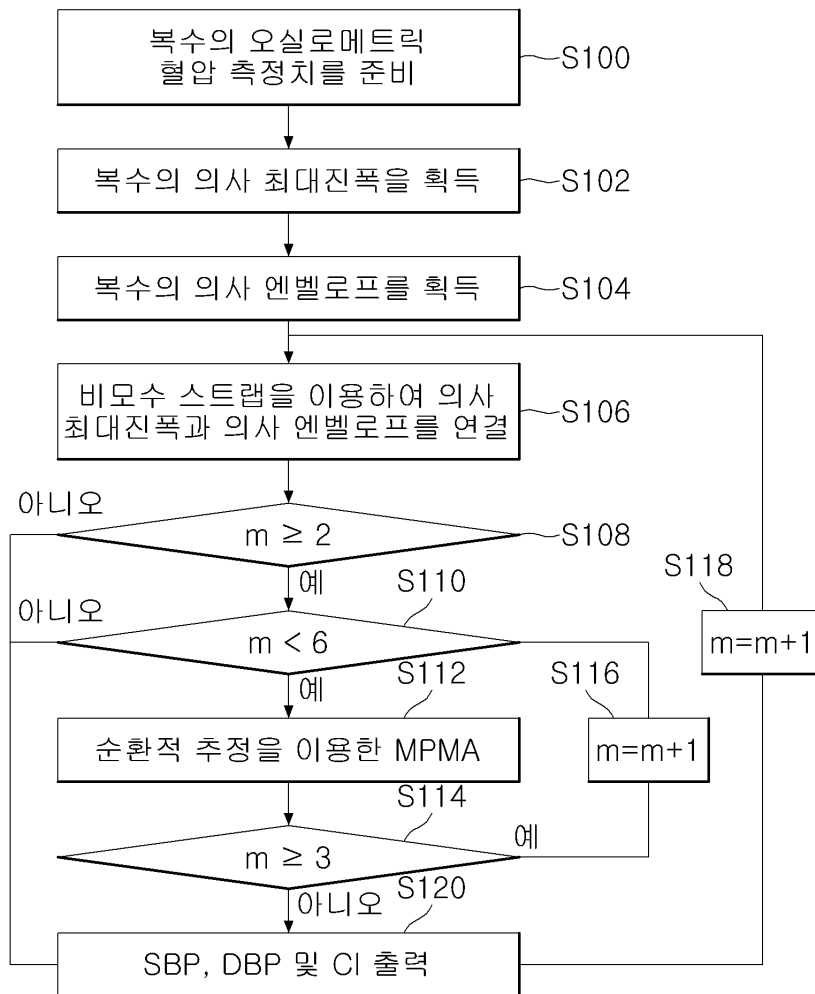 복수의 오실로메트릭
혈압 측정치를 준비
S100
복수의 의사 최대진폭을 획득
S102
복수의 의사 엔벨로프를 획득
S104
비모수 스트랩을 이용하여 의사
최대진폭과 의사 엔벨로프를 연결
S106
아니오
m ≥ 2
S108
예
S110
S118
아니오
m < 6
m=m+1
예
S112
S116
순환적 추정을 이용한 MPMA
m=m+1
S114
예
m ≥ 3
S120
아니오
SBP, DBP 및 CI 출력